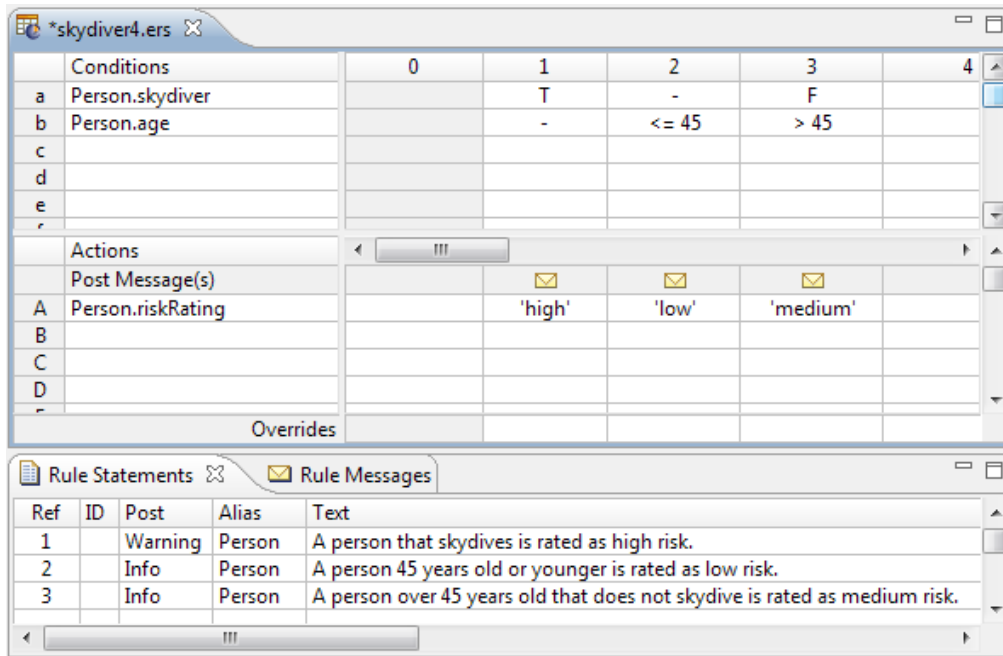 *skydiver4.ers
Conditions 0 1 2 3 4
a Person.skydiver T - F
b Person.age - <= 45 > 45
c
d
e
Actions
Post Message(s)
A Person.riskRating 'high' 'low' 'medium'
B
C
D
Overrides
Rule Statements Rule Messages
Ref ID Post Alias Text
1 Warning Person A person that skydives is rated as high risk.
2 Info Person A person 45 years old or younger is rated as low risk.
3 Info Person A person over 45 years old that does not skydive is rated as medium risk.